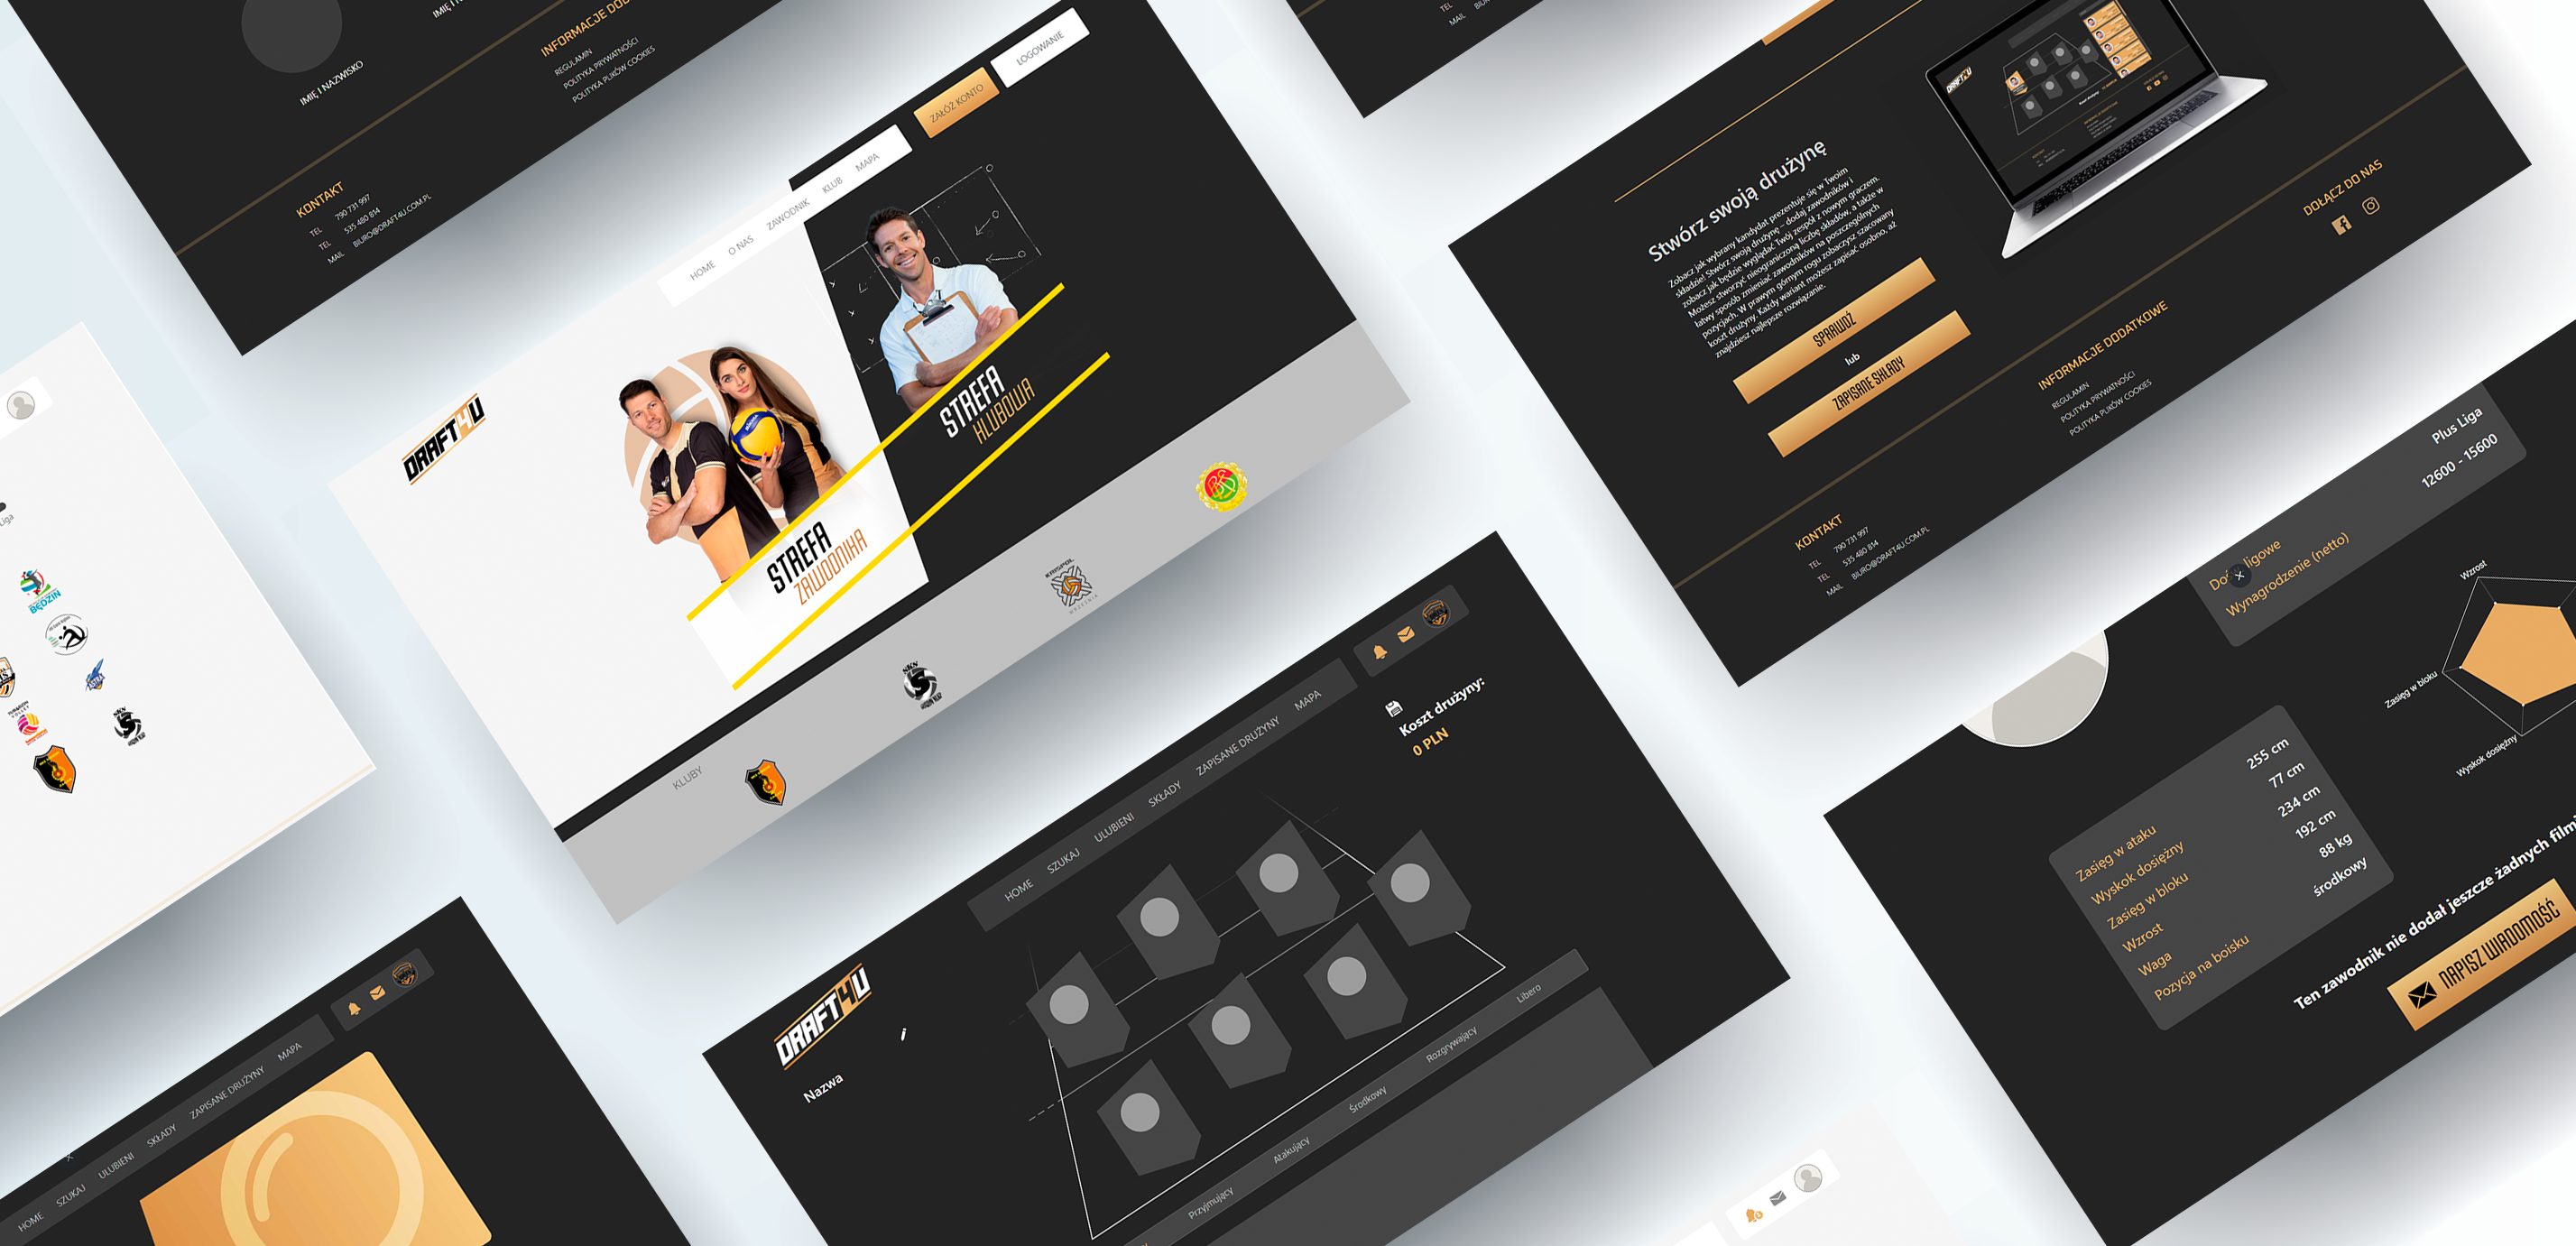 IMIĘ I NAZWISKO
KONTAKT
TEL 790 731 997
TEL 535 480 814
MAIL BIURO@DRAFT4U.COM.PL
REGULAMIN
POLITYKA PRYWATNOŚCI
POLITYKA PLIKÓW COOKIES
DRAFT4U
HOME
O NAS
ZAWODNIK
KLUB
MAPA
ZAŁÓŻ KONTO
LOGOWANIE
STREFA
ZAWODNIKA
STREFA
KLUBOWA
KLUBY
KRISPOL
WRZEŚNIA
SKN
Liga
BĘDZIN
SKN
HOME
SZUKAJ
ULUBIENI
SKŁADY
ZAPISANE DRUŻYNY
MAPA
DRAFT4U
Nazwa
HOME
SZUKAJ
ULUBIENI
SKŁADY
ZAPISANE DRUŻYNY
MAPA
Koszt drużyny:
0 PLN
Przyjmujący
Atakujący
Środkowy
Rozgrywający
Libero
DRAFT4U
Stwórz swoją drużynę
Zobacz jak wybrany kandydat prezentuje się w Twoim
składzie! Stwórz swoją drużynę – dodaj zawodników i
zobacz jak będzie wyglądać Twój zespół z nowym graczem.
Możesz stworzyć nieograniczoną liczbę składów, a także w
łatwy sposób zmieniać zawodników na poszczególnych
pozycjach. W prawym górnym rogu zobaczysz szacowany
koszt drużyny. Każdy wariant możesz zapisać osobno, aż
znajdziesz najlepsze rozwiązanie.
SPRAWDŹ
lub
ZAPISANE SKŁADY
KONTAKT
TEL 790 731 997
TEL 535 480 814
MAIL BIURO@DRAFT4U.COM.PL
INFORMACJE DODATKOWE
REGULAMIN
POLITYKA PRYWATNOŚCI
POLITYKA PLIKÓW COOKIES
DOŁĄCZ DO NAS
Plus Liga
ligowe
Wynagrodzenie (netto) 12600 - 15600
Wzrost
Zasięg w bloku
Wyskok dosiężny
Zasięg w ataku 255 cm
Wyskok dosiężny 77 cm
Zasięg w bloku 234 cm
Wzrost 192 cm
Waga 88 kg
Pozycja na boisku środkowy
Ten zawodnik nie dodał jeszcze żadnych
NAPISZ WIADOMOŚĆ